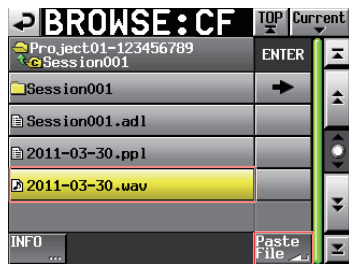 BROWSE:CF TOP Current
Project01-123456789 ENTER
Session001
Session001
Session001.adl
2011-03-30.ppl
2011-03-30.wav
INFO ... Paste File